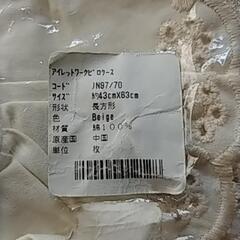 アイレットワークピロケース
コード JN97/70
サイズ 約43cmX63cm
形状 長方形
色 Beige
材質 綿100%
原産国 中国
単位 枚